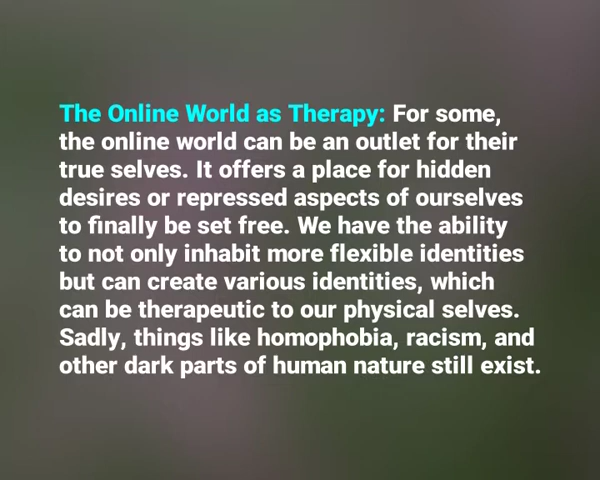 The Online World as Therapy: For some,
the online world can be an outlet for their
true selves. It offers a place for hidden
desires or repressed aspects of ourselves
to finally be set free. We have the ability
to not only inhabit more flexible identities
but can create various identities, which
can be therapeutic to our physical selves.
Sadly, things like homophobia, racism, and
other dark parts of human nature still exist.